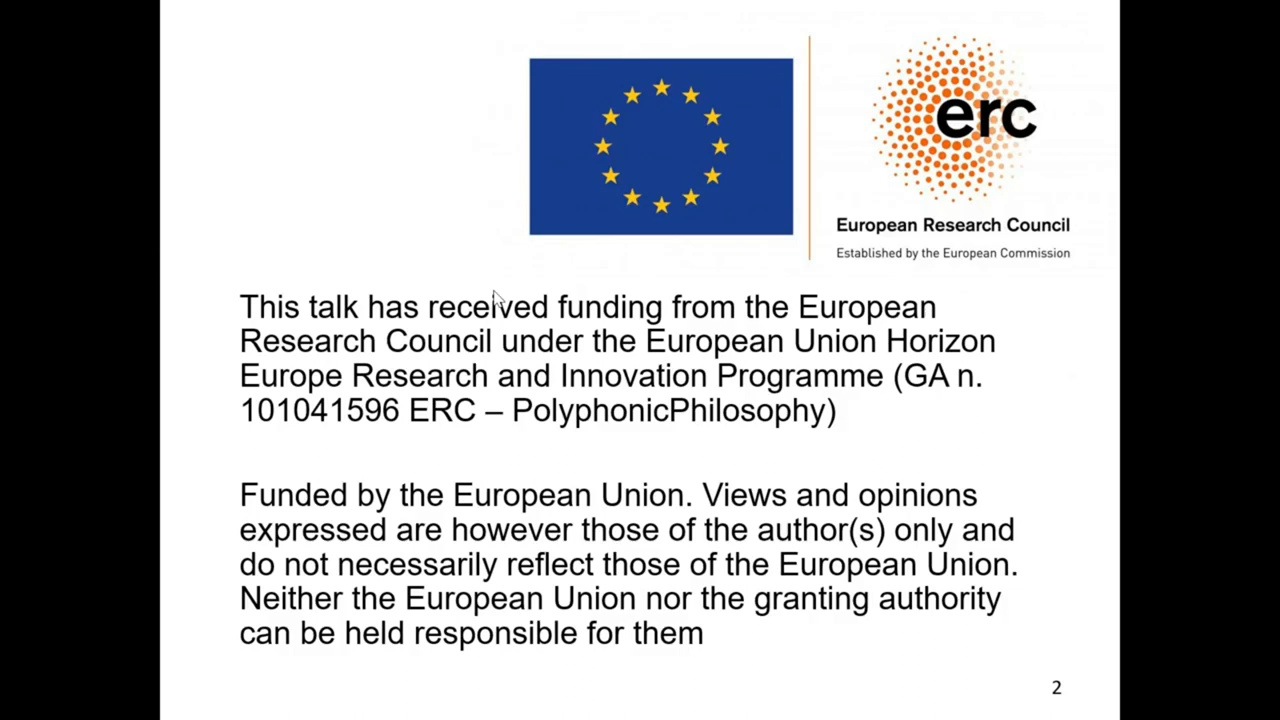 erc
European Research Council
Established by the European Commission
This talk has received funding from the European
Research Council under the European Union Horizon
Europe Research and Innovation Programme (GA n.
101041596 ERC – PolyphonicPhilosophy)
Funded by the European Union. Views and opinions
expressed are however those of the author(s) only and
do not necessarily reflect those of the European Union.
Neither the European Union nor the granting authority
can be held responsible for them
2